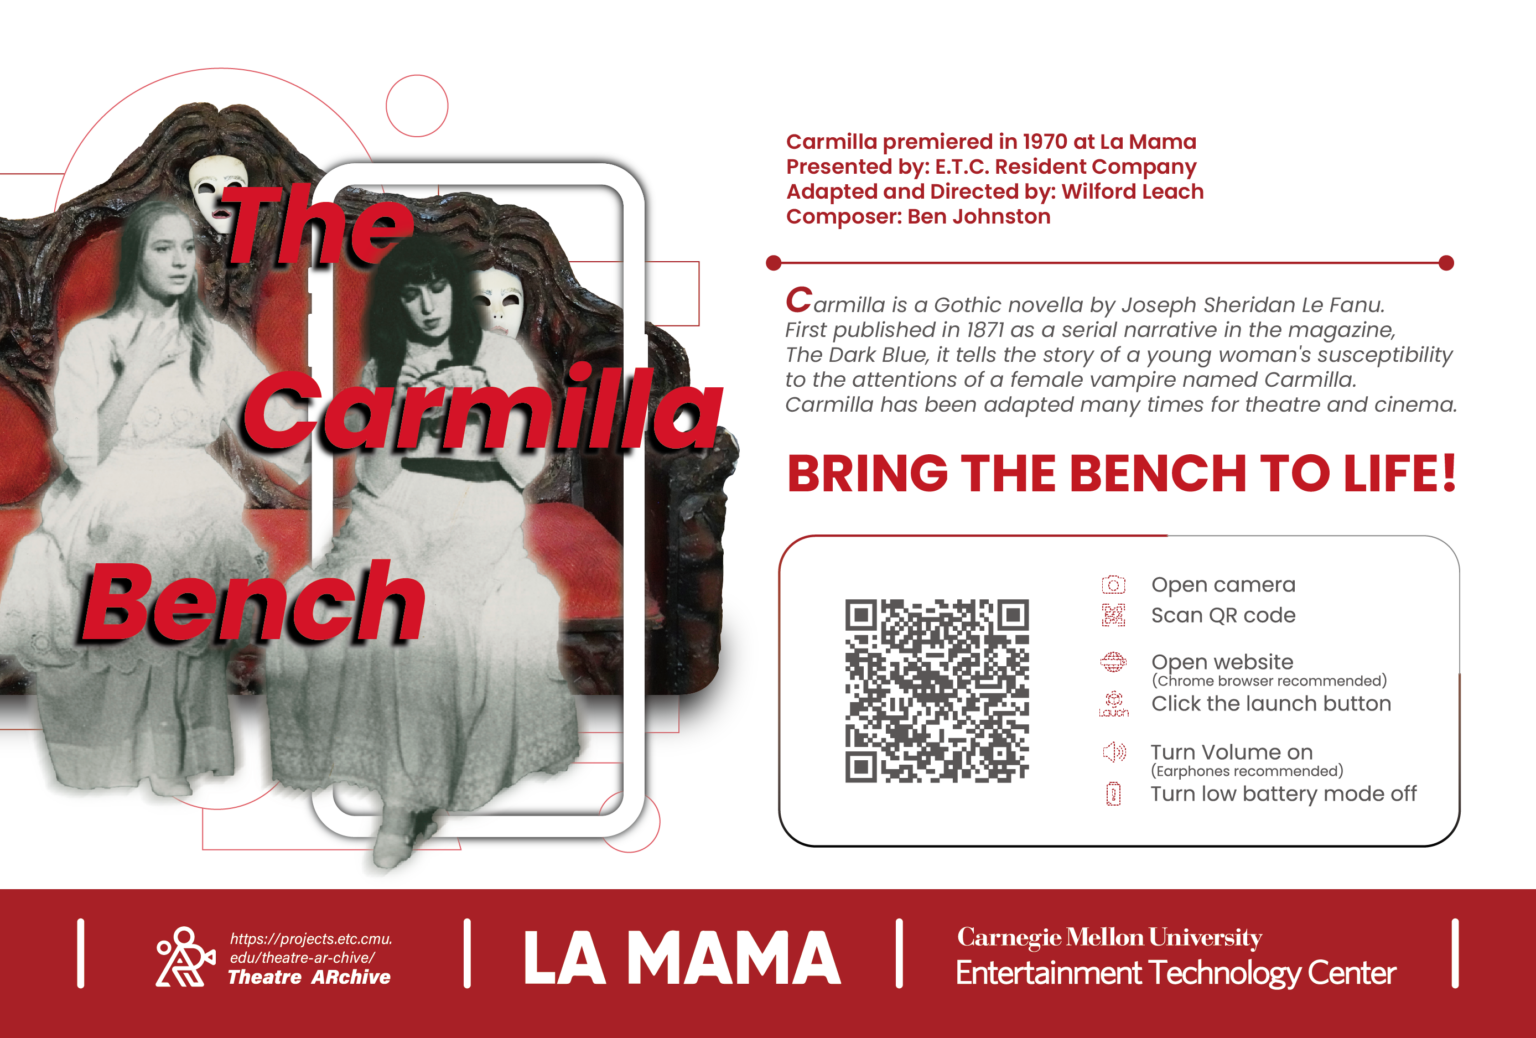 The
Carmilla
Bench
Carmilla premiered in 1970 at La Mama
Presented by: E.T.C. Resident Company
Adapted and Directed by: Wilford Leach
Composer: Ben Johnston
Carmilla is a Gothic novella by Joseph Sheridan Le Fanu.
First published in 1871 as a serial narrative in the magazine,
The Dark Blue, it tells the story of a young woman's susceptibility
to the attentions of a female vampire named Carmilla.
Carmilla has been adapted many times for theatre and cinema.
BRING THE BENCH TO LIFE!
Open camera
Scan QR code
Open website
(Chrome browser recommended)
Lauch
Click the launch button
Turn Volume on
(Earphones recommended)
Turn low battery mode off
https://projects.etc.cmu.
edu/theatre-ar-chive/
Theatre ARchive
LA MAMA
Carnegie Mellon University
Entertainment Technology Center